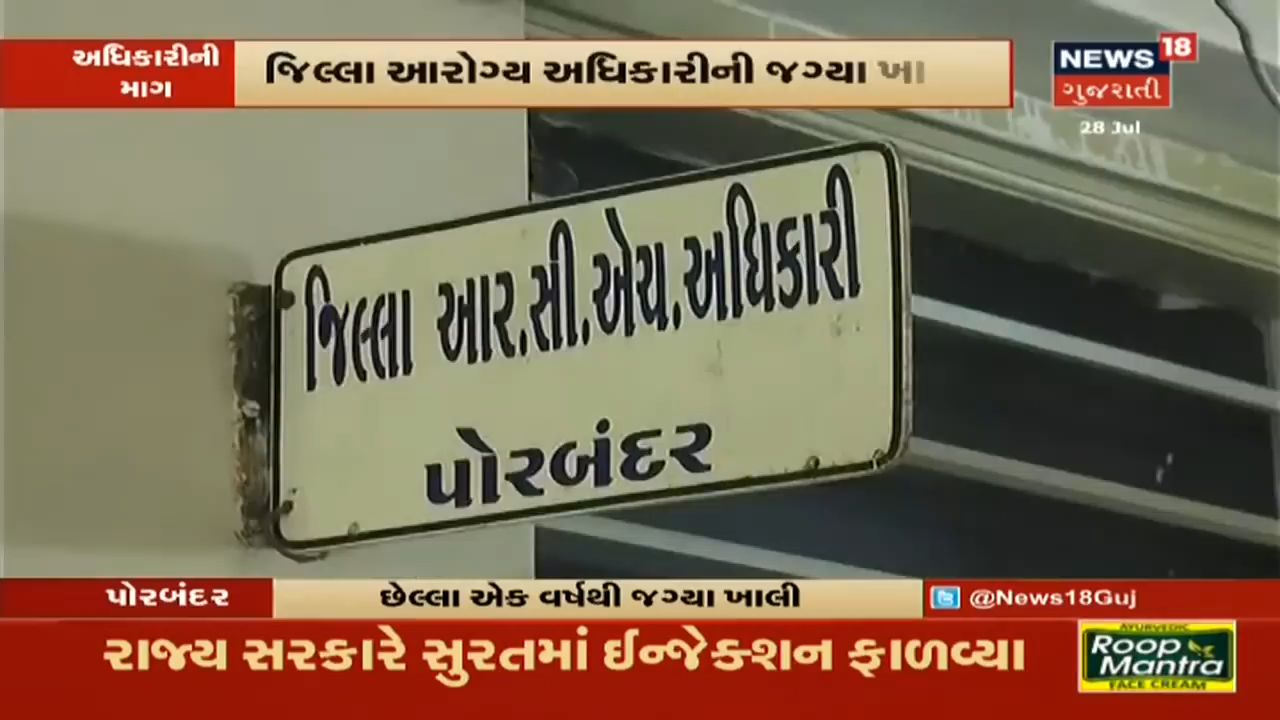 અધિકારીની
માગ
જિલ્લા આરોગ્ય અધિકારીની જગ્યા ખા
NEWS 18
ગુજરાતી
28 Jul
જિલ્લા આર.સી.એચ.અધિકારી
પોરબંદર
પોરબંદર
છેલ્લા એક વર્ષથી જગ્યા ખાલી
@News18Guj
રાજ્ય સરકારે સુરતમાં ઈન્જેક્શન ફાળવ્યા
AYURVEDIC
Roop
Mantra
FACE CREAM